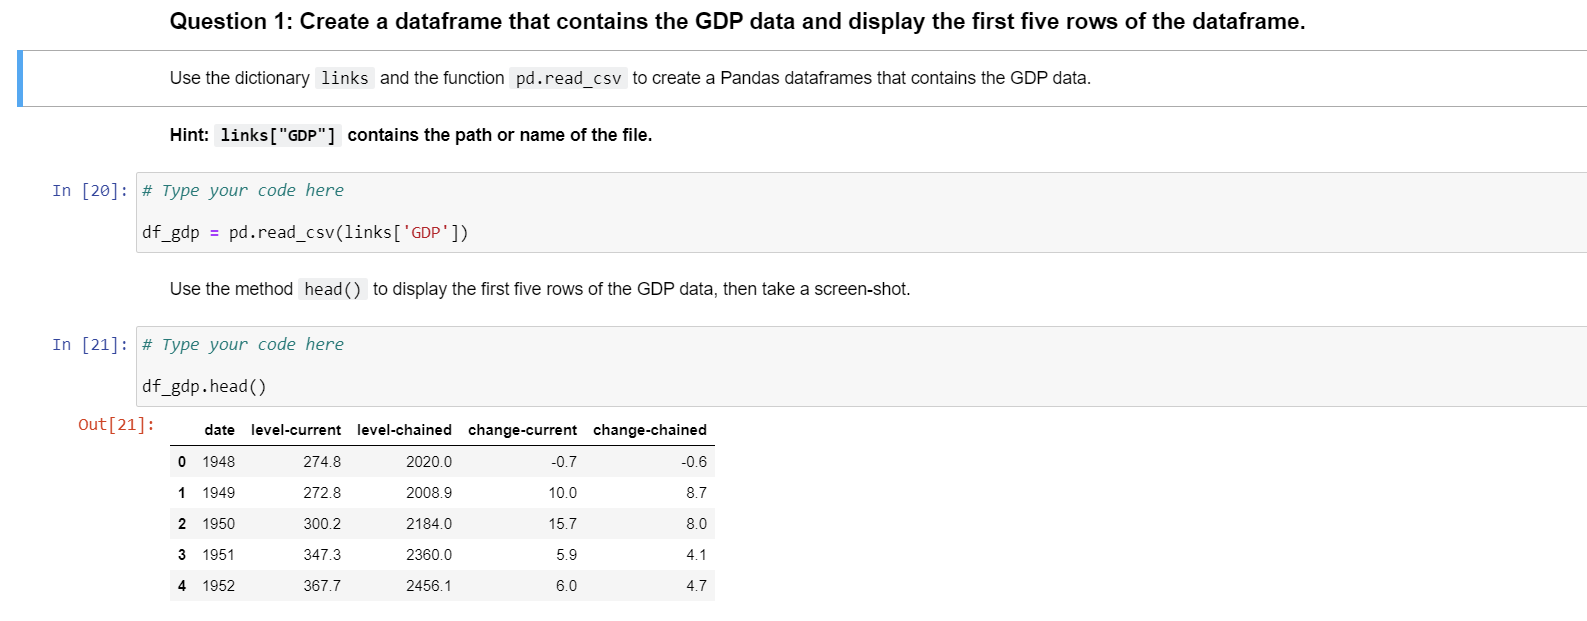 Question 1: Create a dataframe that contains the GDP data and display the first five rows of the dataframe.
Use the dictionary links and the function pd.read_csv to create a Pandas dataframes that contains the GDP data.
Hint: links["GDP"] contains the path or name of the file.
In [20]: # Type your code here
df_gdp = pd.read_csv(links['GDP'])
Use the method head() to display the first five rows of the GDP data, then take a screen-shot.
In [21]: # Type your code here
df_gdp.head()
Out[21]:
date level-current level-chained change-current change-chained
0 1948 274.8 2020.0 -0.7 -0.6
1 1949 272.8 2008.9 10.0 8.7
2 1950 300.2 2184.0 15.7 8.0
3 1951 347.3 2360.0 5.9 4.1
4 1952 367.7 2456.1 6.0 4.7